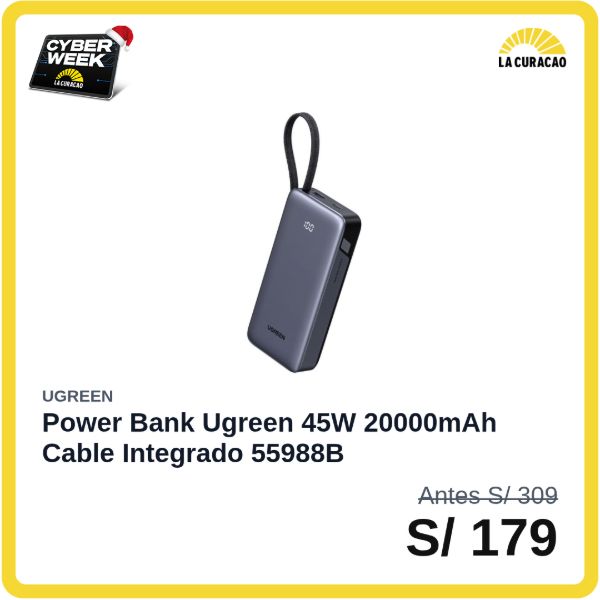 CYBER
WEEK
LA CURACAO
LA CURACAO
100
UGREEN
UGREEN
Power Bank Ugreen 45W 20000mAh
Cable Integrado 55988B
Antes S/ 309
S/ 179